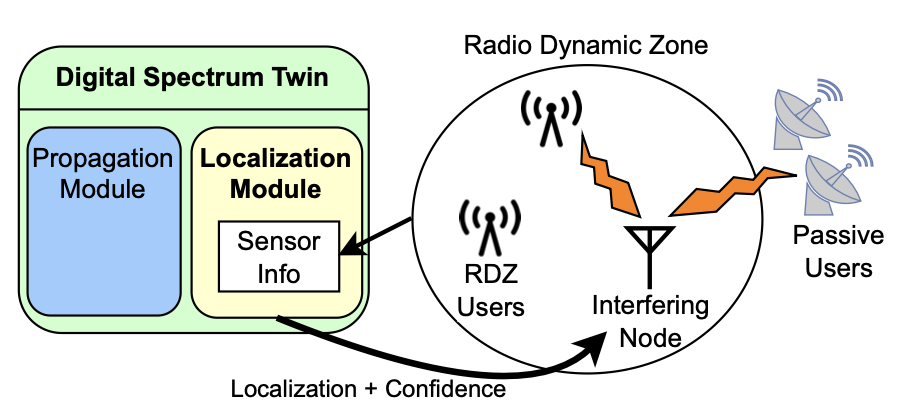 Radio Dynamic Zone
Digital Spectrum Twin
Propagation
Module
Localization
Module
Sensor
Info
RDZ
Users
Interfering
Node
Passive
Users
Localization + Confidence